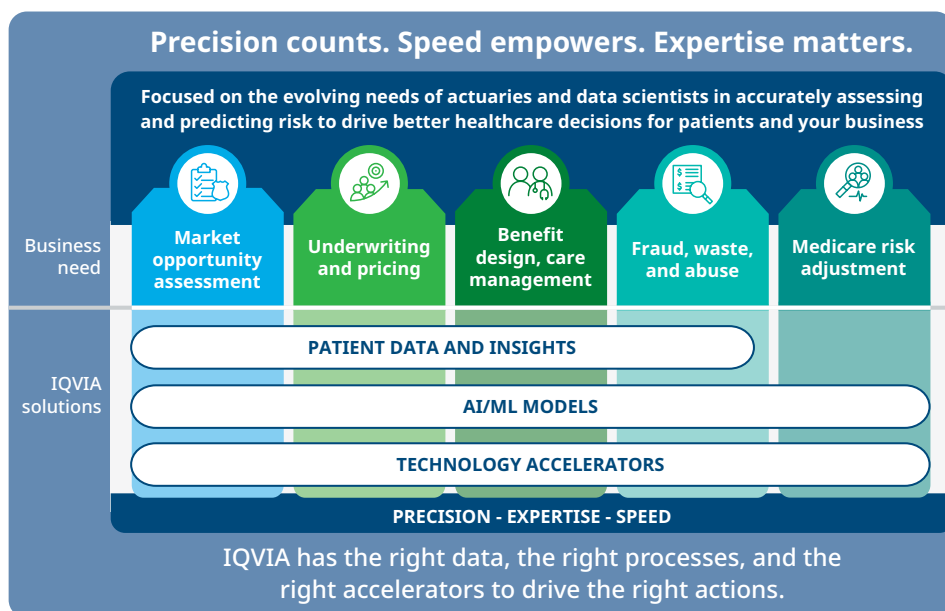 Precision counts. Speed empowers. Expertise matters.
Focused on the evolving needs of actuaries and data scientists in accurately assessing
and predicting risk to drive better healthcare decisions for patients and your business
Business
need
Market
opportunity
assessment
Underwriting
and pricing
Benefit
design, care
management
Fraud, waste,
and abuse
Medicare risk
adjustment
IQVIA
solutions
PATIENT DATA AND INSIGHTS
AI/ML MODELS
TECHNOLOGY ACCELERATORS
PRECISION - EXPERTISE - SPEED
IQVIA has the right data, the right processes, and the
right accelerators to drive the right actions.